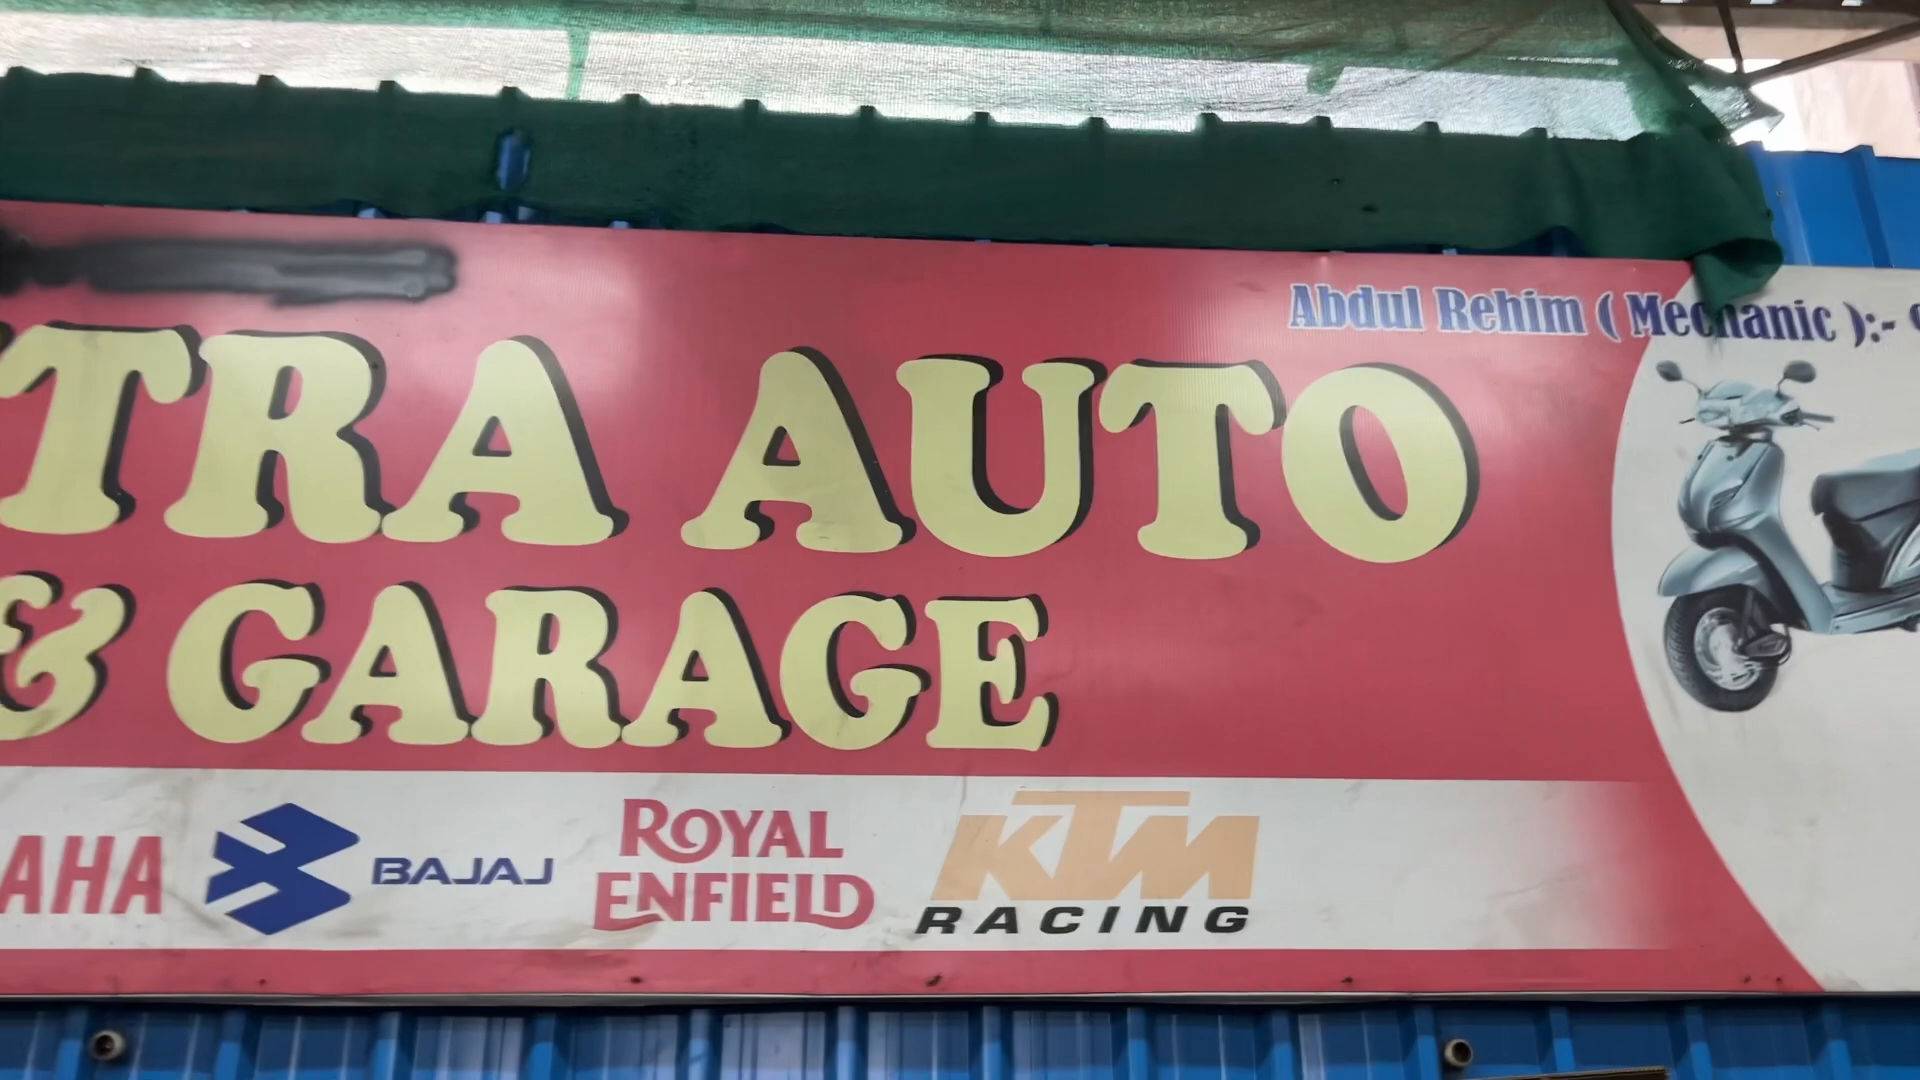 Abdul Rehim ( Mechanic ):-
TRA AUTO
& GARAGE
AHA BAJAJ ROYAL ENFIELD KTM RACING